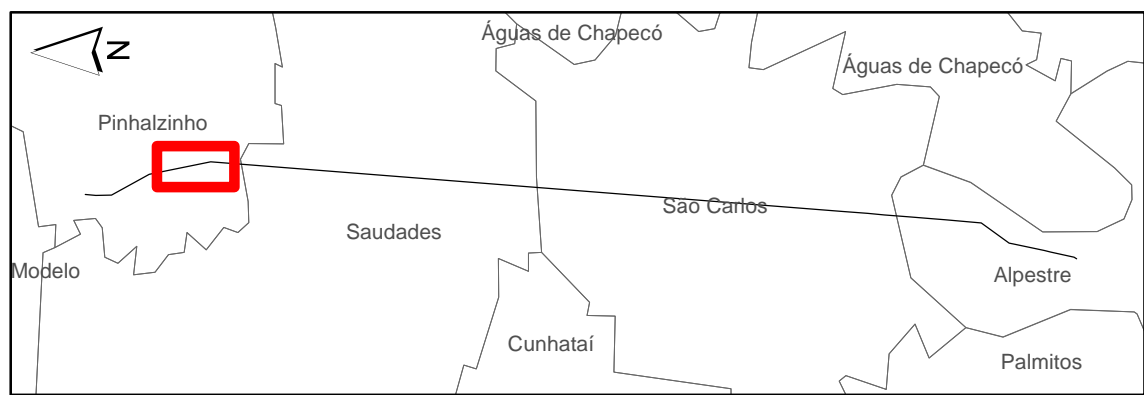 Águas de Chapecó
N
Águas de Chapecó
Pinhalzinho
Sao Carlos
Saudades
Modelo
Alpestre
Cunhataí
Palmitos